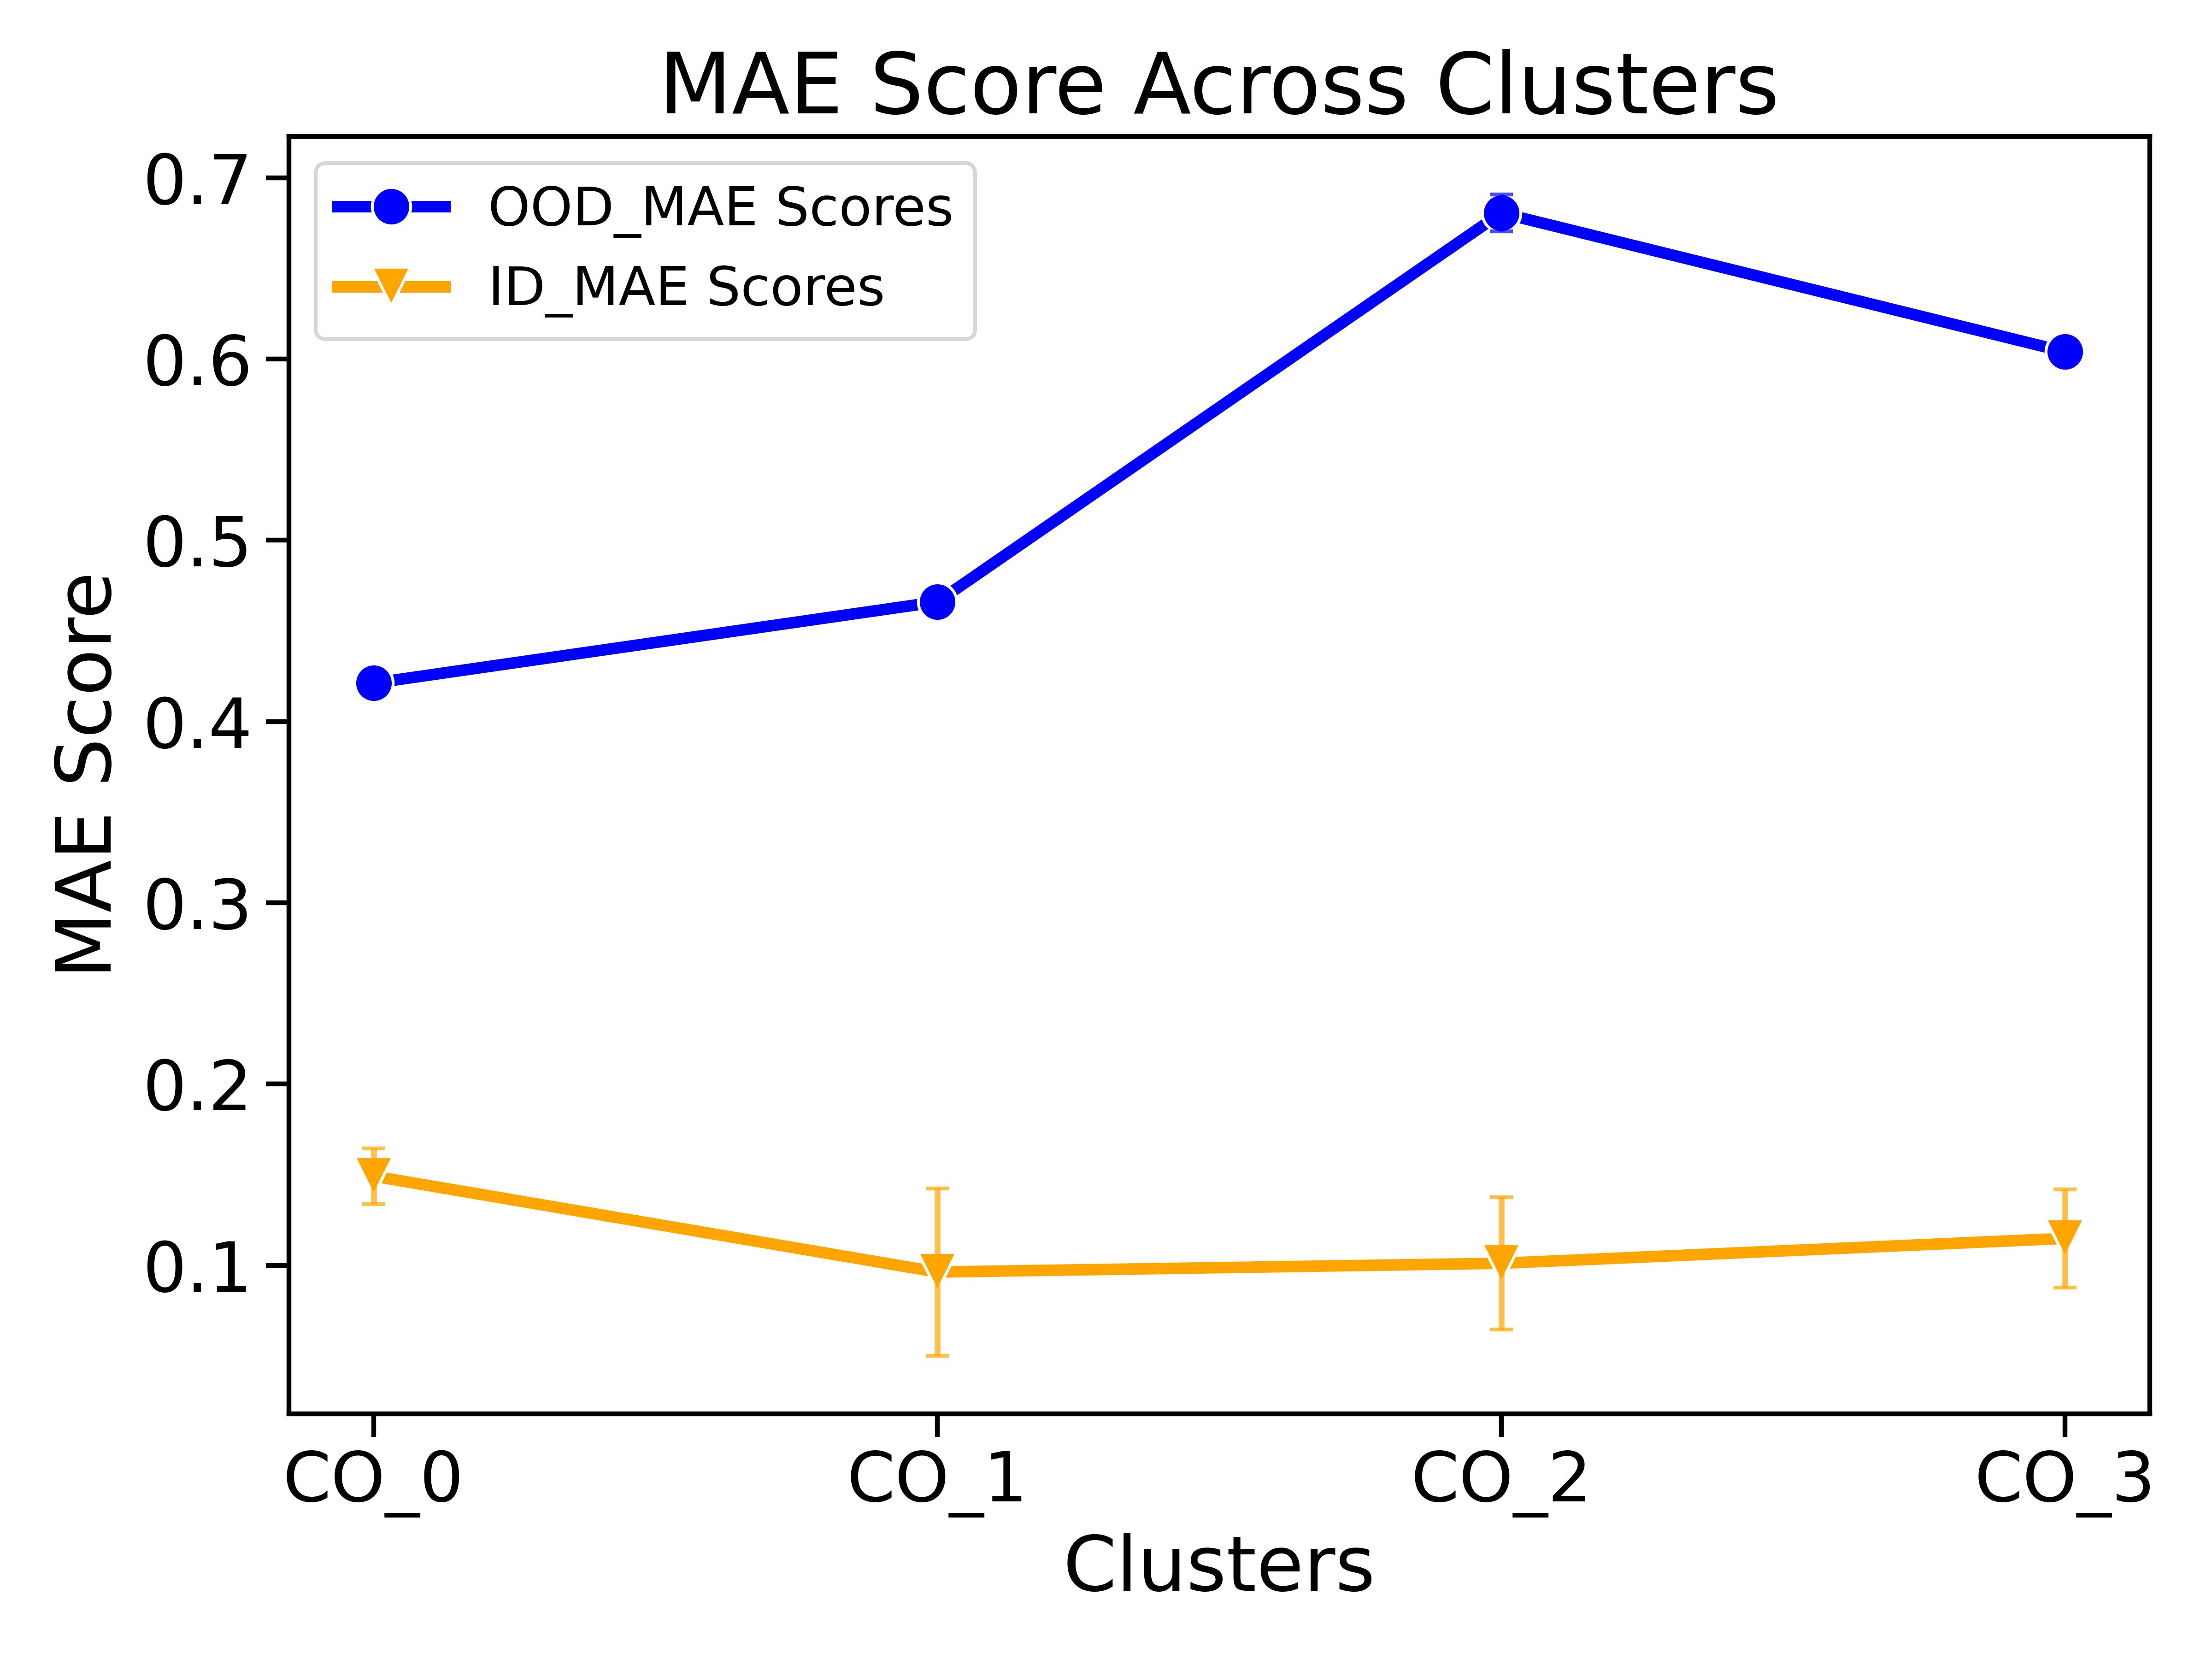 MAE Score Across Clusters
OOD_MAE Scores
ID_MAE Scores
MAE Score
0.7
0.6
0.5
0.4
0.3
0.2
0.1
CO_0 CO_1 CO_2 CO_3
Clusters